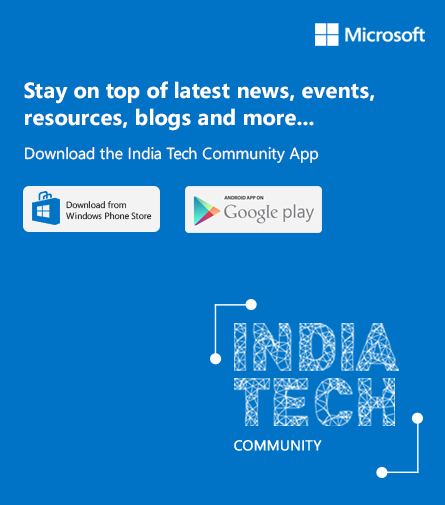 Microsoft
Stay on top of latest news, events,
resources, blogs and more...
Download the India Tech Community App
Download from
Windows Phone Store
ANDROID APP ON
Google play
INDIA
TECH
COMMUNITY